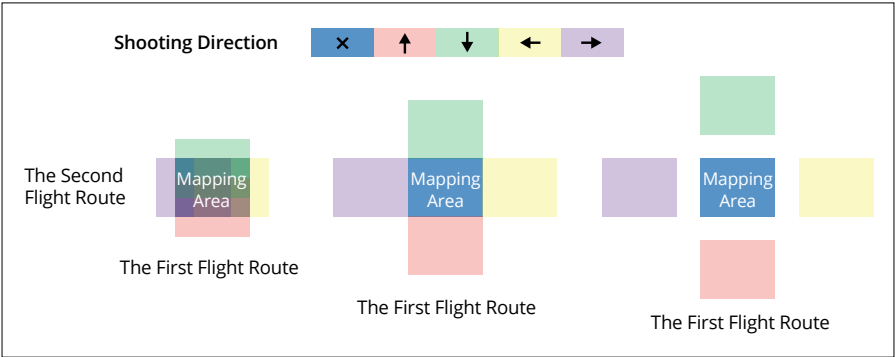 Shooting Direction
× ↑ ↓ ← →
The Second
Flight Route
Mapping
Area
The First Flight Route
Mapping
Area
The First Flight Route
Mapping
Area
The First Flight Route